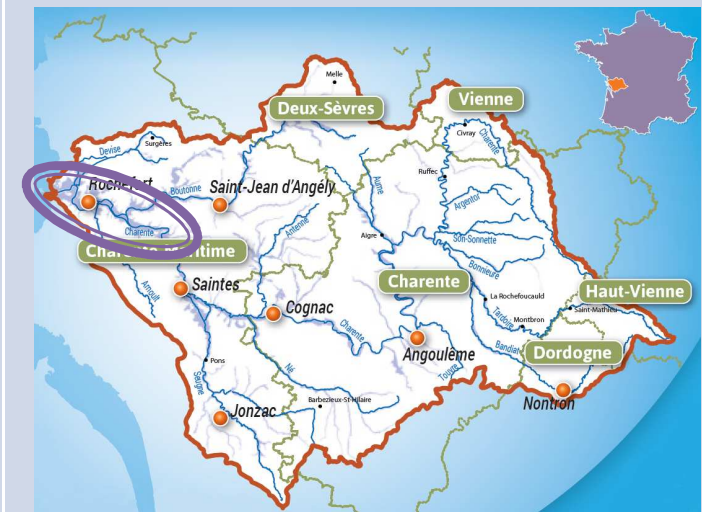 Melle
Deux-Sèvres
Vienne
Surgères
Devise
Civray
Charente
Rochefort
Boutonne
Saint-Jean d'Angély
Aume
Ruffec
Argentor
Charente
Antenne
Aigre
Son-Sonnette
Charente-Maritime
Bonnieure
Arnoult
Saintes
Charente
La Rochefoucauld
Haut-Vienne
Cognac
Tardoire
Montbron
Saint-Mathieu
Charente
Angoulême
Bandiat
Dordogne
Pons
Né
Touvre
Seugne
Barbezieux-St-Hilaire
Nontron
Jonzac